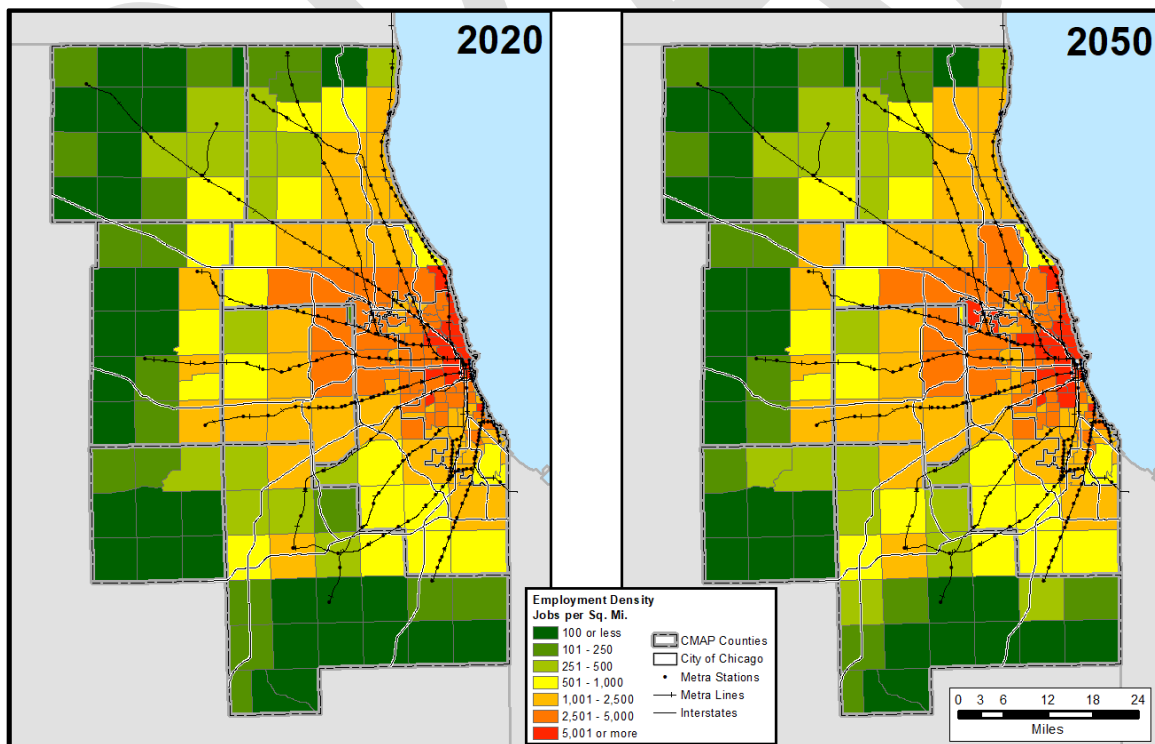 2020
2050
Employment Density
Jobs per Sq. Mi.
100 or less
101 - 250
251 - 500
501 - 1,000
1,001 - 2,500
2,501 - 5,000
5,001 or more
CMAP Counties
City of Chicago
Metra Stations
Metra Lines
Interstates
0 3 6 12 18 24
Miles